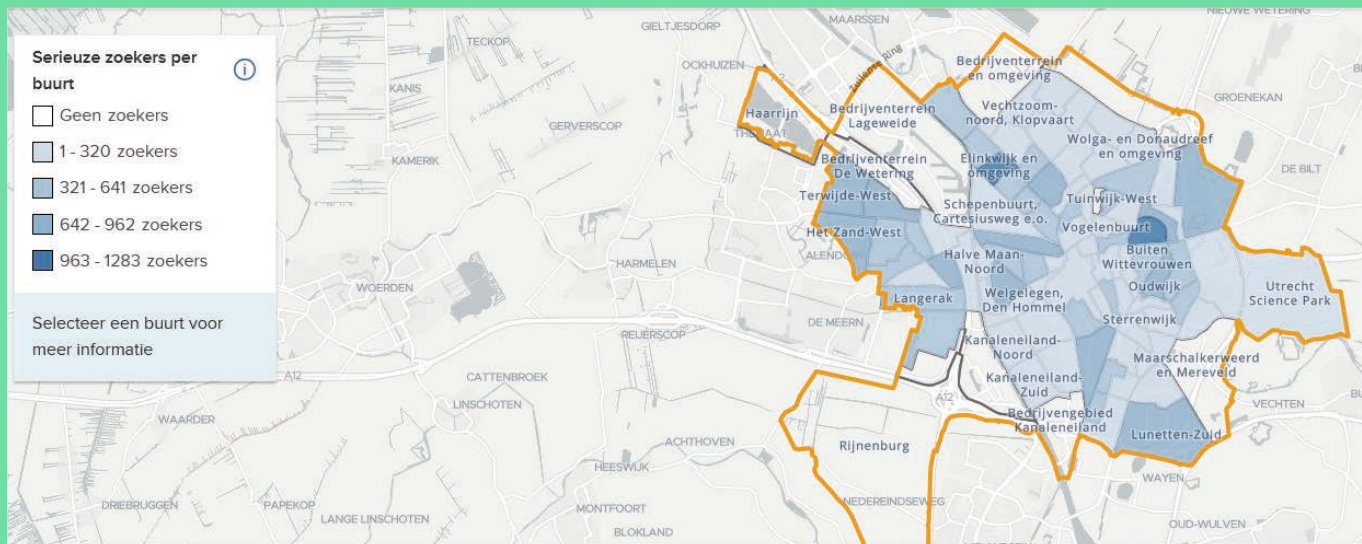 Serieuze zoekers per
buurt
Geen zoekers
1 - 320 zoekers
321 - 641 zoekers
642 - 962 zoekers
963 - 1283 zoekers
Selecteer een buurt voor
meer informatie
GIELTJESDORP
MAARSSEN
NIEUWE WETERING
TECKOP
OCKHUIZEN
Zuilense Ring
Bedrijventerrein
en omgeving
KANIS
GERVERSCOP
Haarrijn
Bedrijventerrein
Lageweide
Vechtzoom-
noord, Klopvaart
GROENEKAN
KAMERIK
Bedrijventerrein
De Wetering
Elinkwijk en
omgeving
Wolga- en Donaudreef
en omgeving
DE BILT
Terwijde-West
Schepenbuurt,
Cartesiusweg e.o.
Tuinwijk-West
Het Zand-West
Vogelenbuurt
HARMELEN
Halve Maan-
Noord
Buiten
Wittevrouwen
WOERDEN
Langerak
Welgelegen,
Den Hommel
Oudwijk
Utrecht
Science Park
REIJERSCOP
DE MEERN
Sterrenwijk
Kanaleneiland-
Noord
Maarschalkerweerd
en Mereveld
A12
CATTENBROEK
Kanaleneiland-
Zuid
LINSCHOTEN
A12
VECHTEN
WAARDER
Bedrijvengebied
Kanaleneiland
Lunetten-Zuid
ACHTHOVEN
Rijnenburg
HEESWIJK
WAYEN
DRIEBRUGGEN
PAPEKOP
LANGE LINSCHOTEN
MONTFOORT
NEDEREINDSEWEG
BLOKLAND
OUD-WULVEN